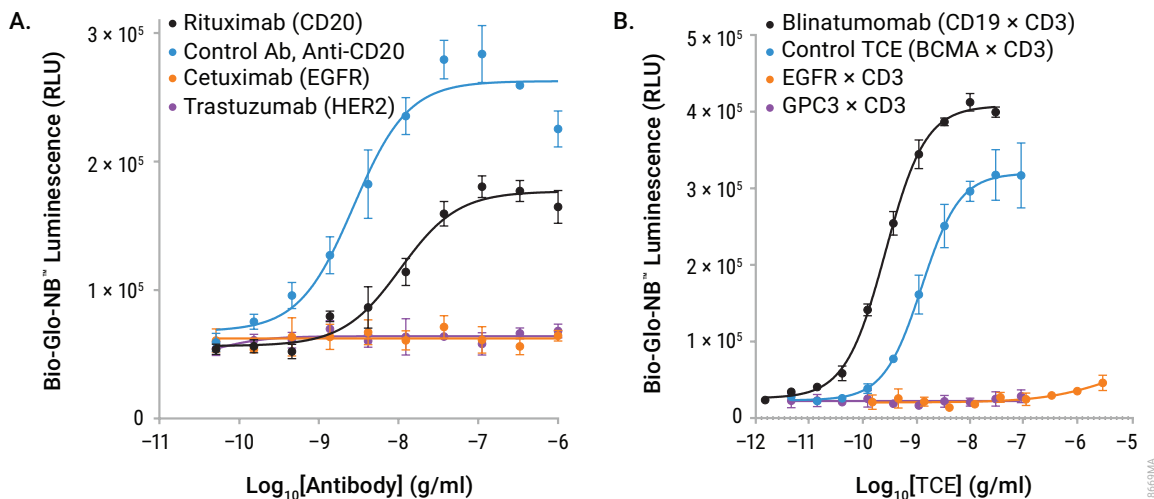 A.
Rituximab (CD20)
Control Ab, Anti-CD20
Cetuximab (EGFR)
Trastuzumab (HER2)
Bio-Glo-NB™ Luminescence (RLU)
3 × 10⁵
2 × 10⁵
1 × 10⁵
0
−11 −10 −9 −8 −7 −6
Log₁₀[Antibody] (g/ml)
B.
Blinatumomab (CD19 × CD3)
Control TCE (BCMA × CD3)
EGFR × CD3
GPC3 × CD3
Bio-Glo-NB™ Luminescence (RLU)
5 × 10⁵
4 × 10⁵
3 × 10⁵
2 × 10⁵
1 × 10⁵
0
−12 −11 −10 −9 −8 −7 −6 −5
Log₁₀[TCE] (g/ml)
8669MA